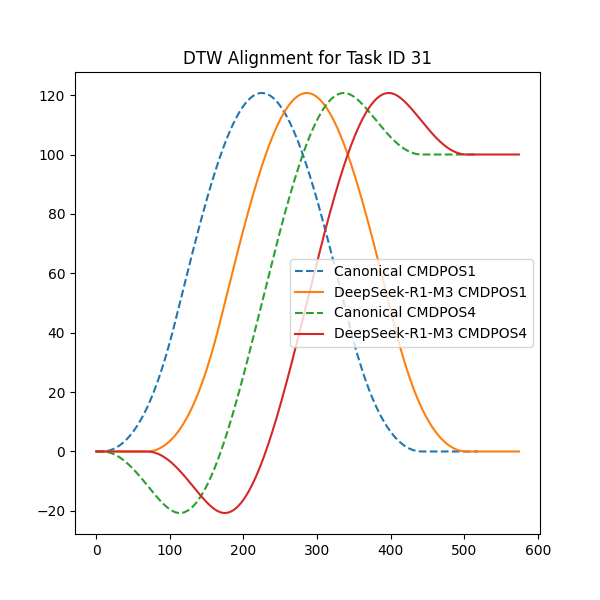 DTW Alignment for Task ID 31
120
100
80
60
40
20
0
−20
Canonical CMDPOS1
DeepSeek-R1-M3 CMDPOS1
Canonical CMDPOS4
DeepSeek-R1-M3 CMDPOS4
0 100 200 300 400 500 600